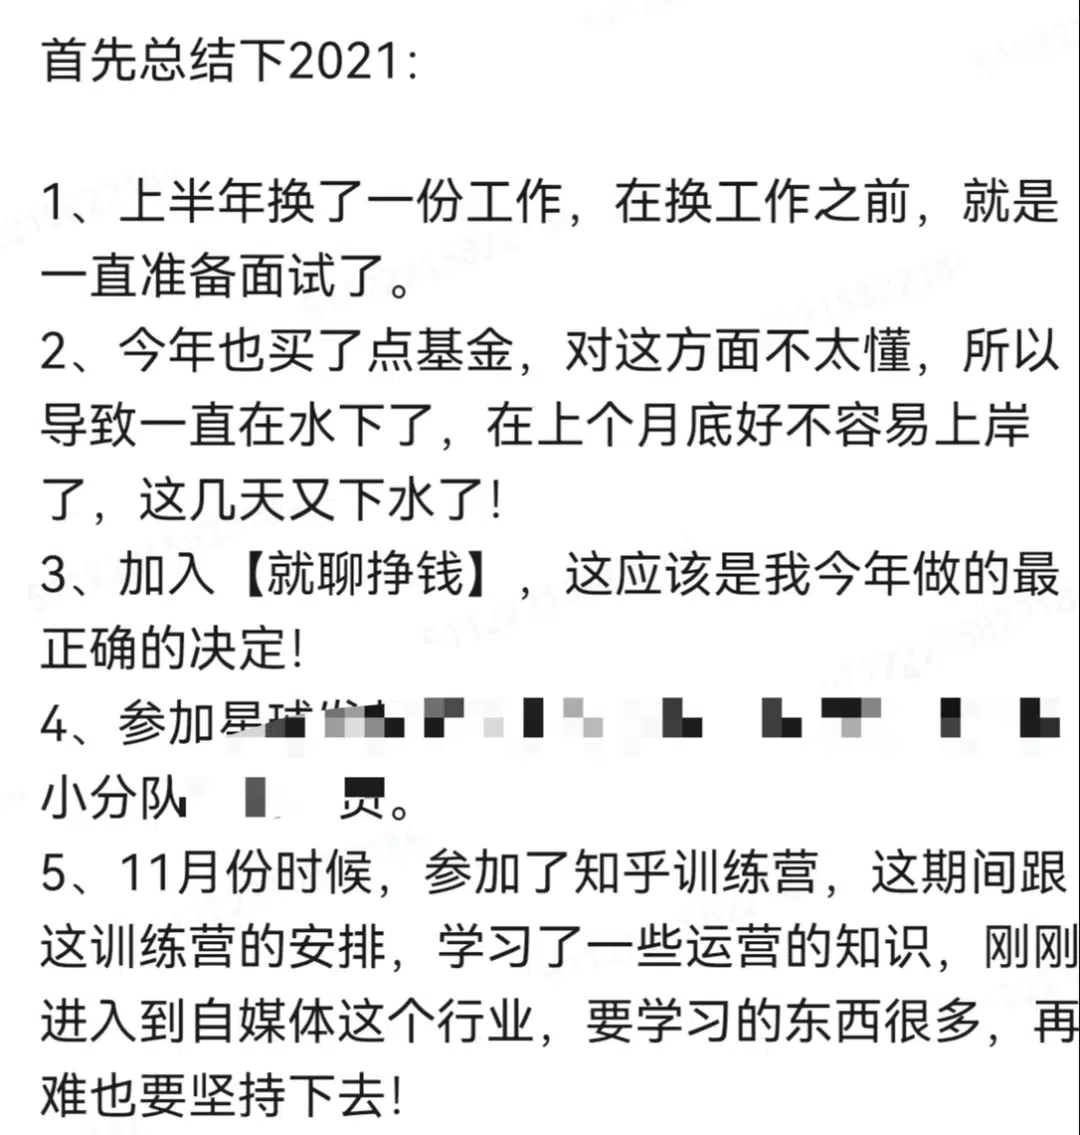 首先总结下2021：
1、上半年换了一份工作，在换工作之前，就是
一直准备面试了。
2、今年也买了点基金，对这方面不太懂，所以
导致一直在水下了，在上个月底好不容易上岸
了，这几天又下水了！
3、加入【就聊挣钱】，这应该是我今年做的最
正确的决定！
4、参加星球
小分队 。
5、11月份时候，参加了知乎训练营，这期间跟
这训练营的安排，学习了一些运营的知识，刚刚
进入到自媒体这个行业，要学习的东西很多，再
难也要坚持下去！